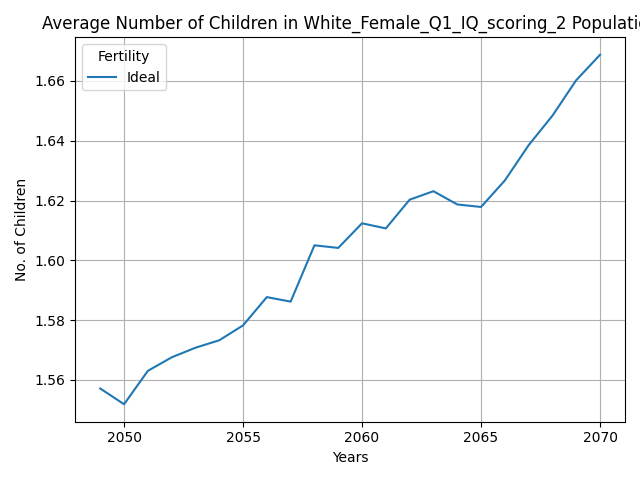 Average Number of Children in White_Female_Q1_IQ_scoring_2 Populatio
Fertility
Ideal
1.66
1.64
1.62
1.60
1.58
1.56
No. of Children
2050 2055 2060 2065 2070
Years